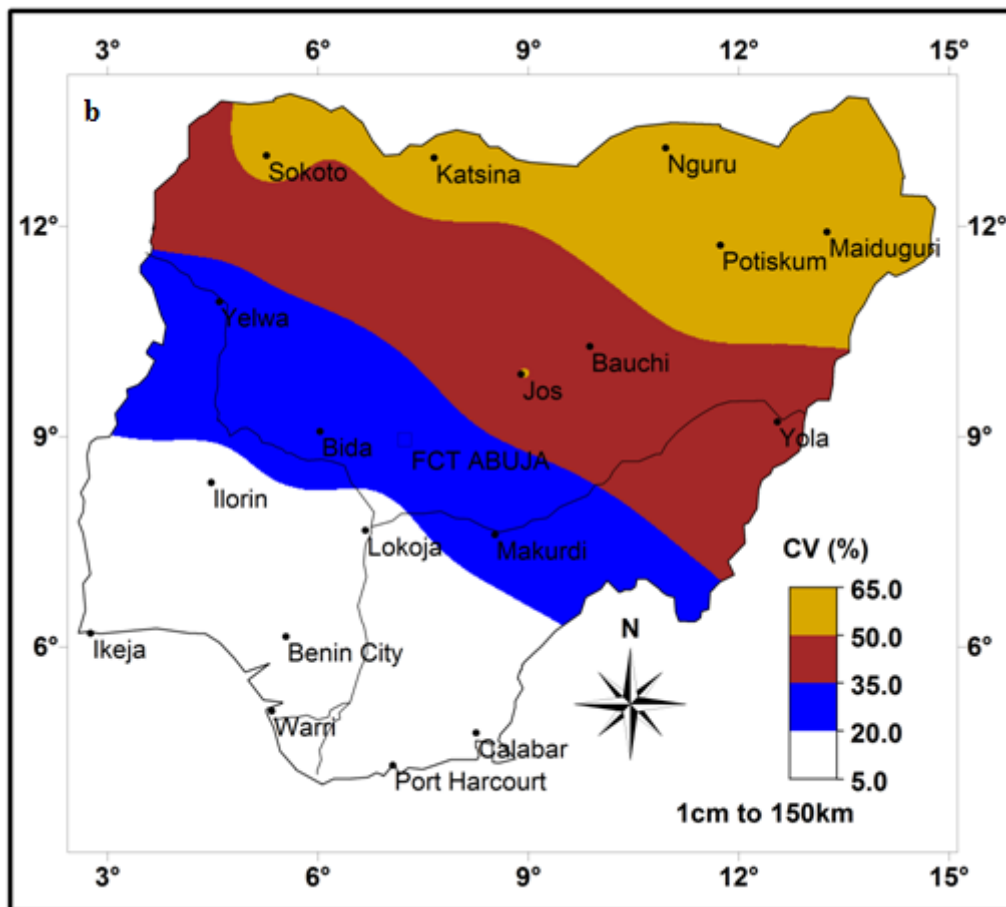 3° 6° 9° 12° 15°
b
Sokoto
Katsina
Nguru
12° 12°
Potiskum
Maiduguri
Yelwa
Bauchi
Jos
9° 9°
Bida
FCT ABUJA
Yola
Ilorin
Lokoja
Makurdi
CV (%)
65.0
N
50.0
6° 6°
Ikeja
Benin City
35.0
Warri
20.0
Calabar
Port Harcourt
5.0
1cm to 150km
3° 6° 9° 12° 15°